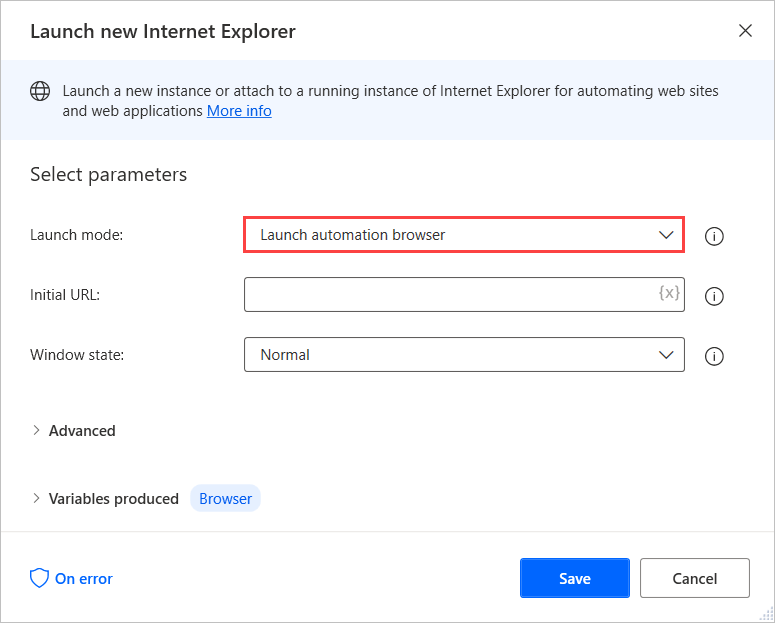 Launch new Internet Explorer
Launch a new instance or attach to a running instance of Internet Explorer for automating web sites
and web applications More info
Select parameters
Launch mode:
Launch automation browser
Initial URL:
{x}
Window state:
Normal
Advanced
Variables produced
Browser
On error
Save
Cancel